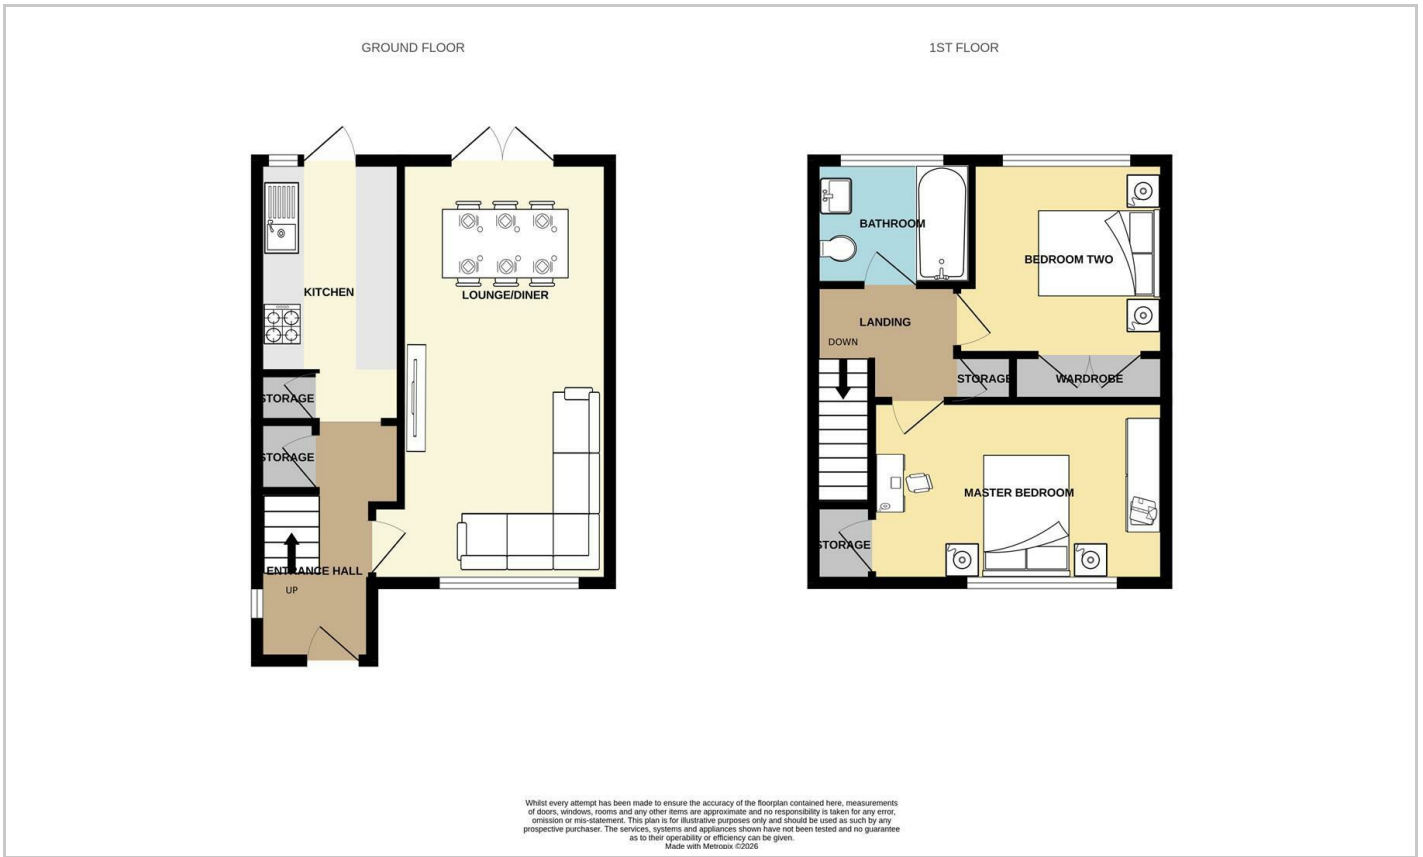 GROUND FLOOR
KITCHEN
LOUNGE/DINER
STORAGE
STORAGE
ENTRANCE HALL
UP
1ST FLOOR
BATHROOM
BEDROOM TWO
LANDING
DOWN
STORAGE
WARDROBE
MASTER BEDROOM
STORAGE
Whilst every attempt has been made to ensure the accuracy of the floorplan contained here, measurements
of doors, windows, rooms and any other items are approximate and no responsibility is taken for any error,
omission or mis-statement. This plan is for illustrative purposes only and should be used as such by any
prospective purchaser. The services, systems and appliances shown have not been tested and no guarantee
as to their operability or efficiency can be given.
Made with Metropix ©2026